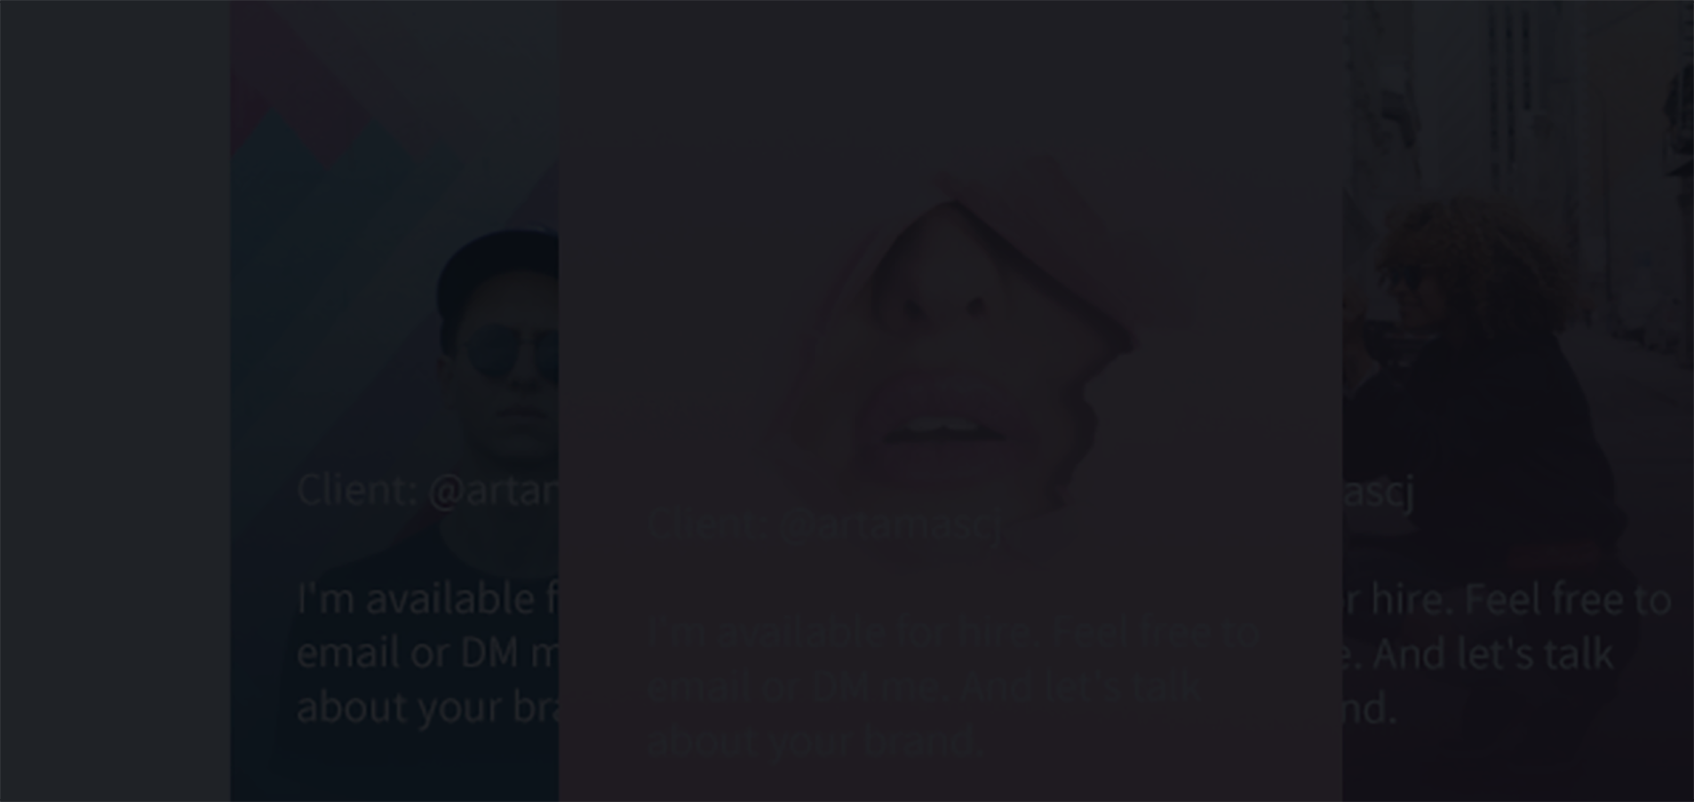 Client: @artam
I'm available f
email or DM m
about your bra
Client: @artamascj
I'm available for hire. Feel free to
email or DM me. And let's talk
about your brand.
ascj
r hire. Feel free to
e. And let's talk
nd.